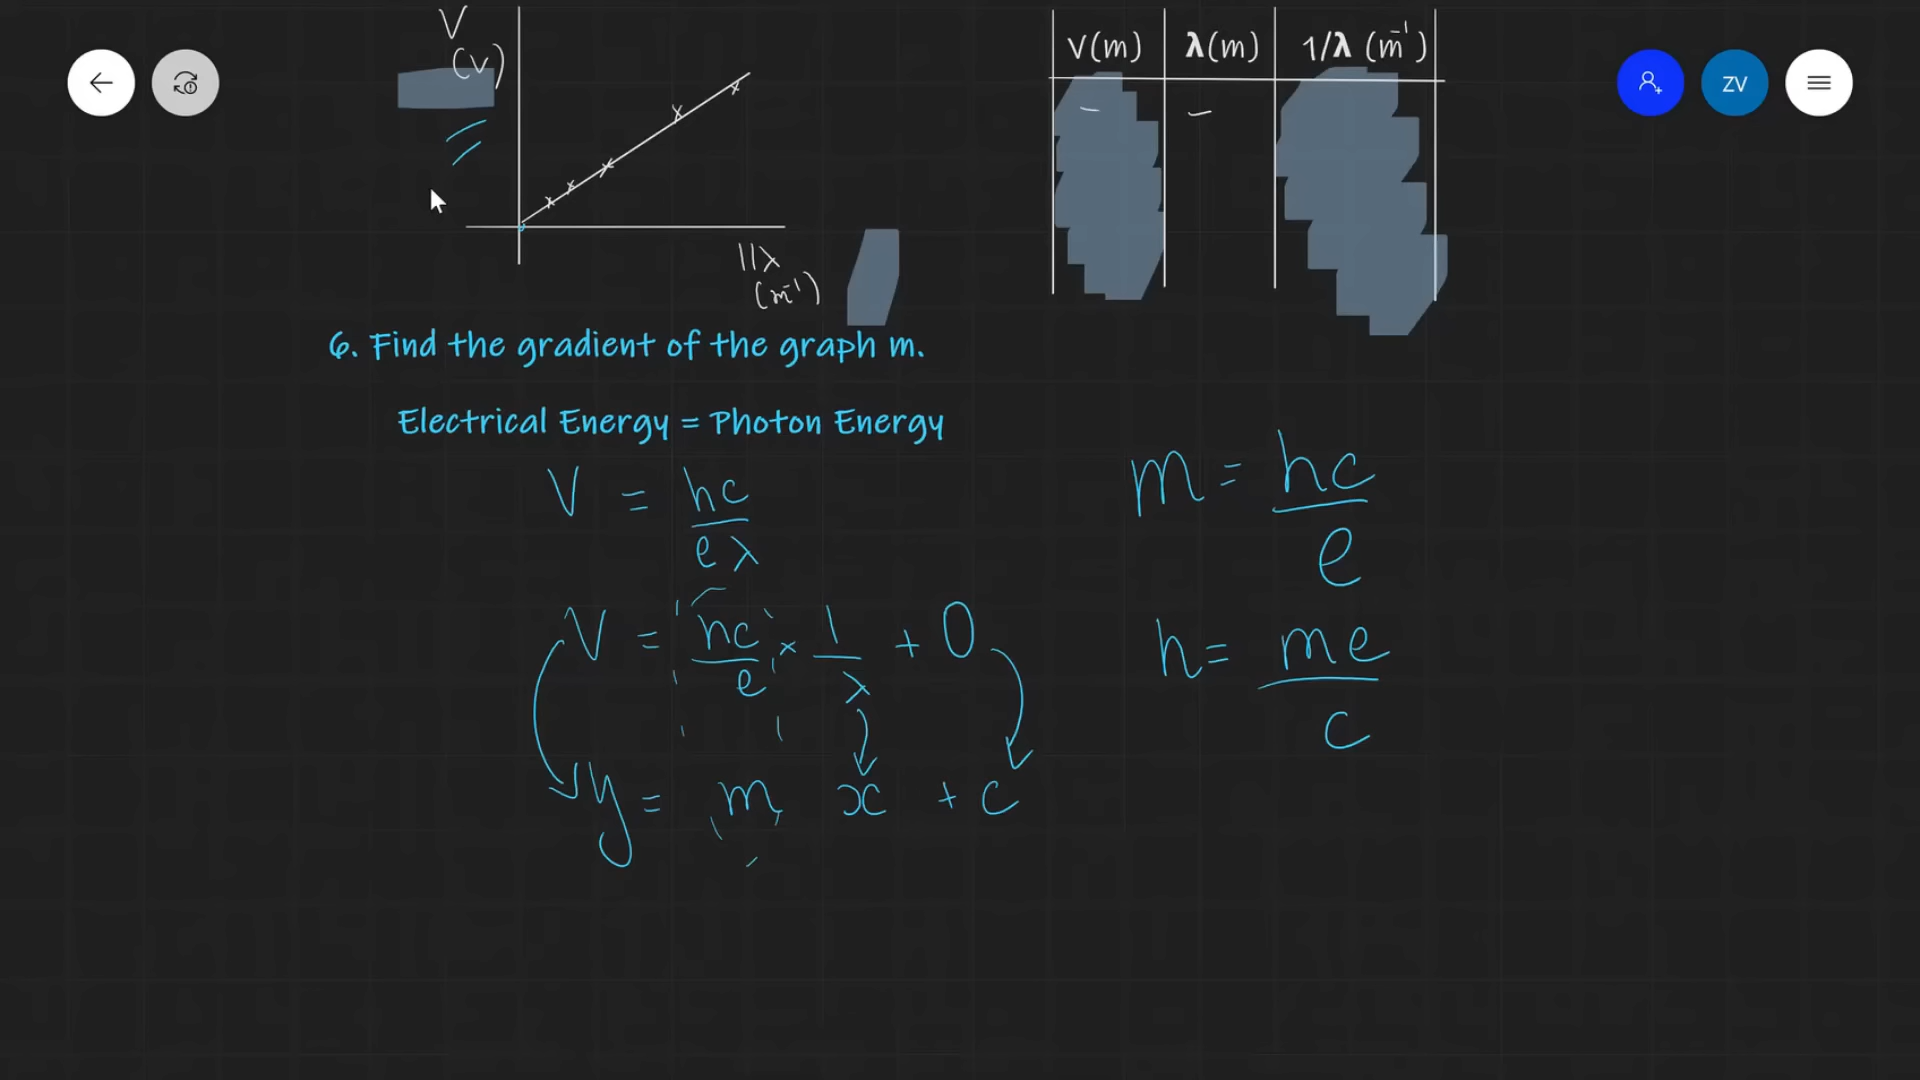 V
(V)
1/λ
(m⁻¹)
V(m) λ(m) 1/λ (m⁻¹)
- -
ZV
6. Find the gradient of the graph m.
Electrical Energy = Photon Energy
V = hc/eλ
V = hc/e × 1/λ + 0
y = m x + c
m = hc/e
h = me/c